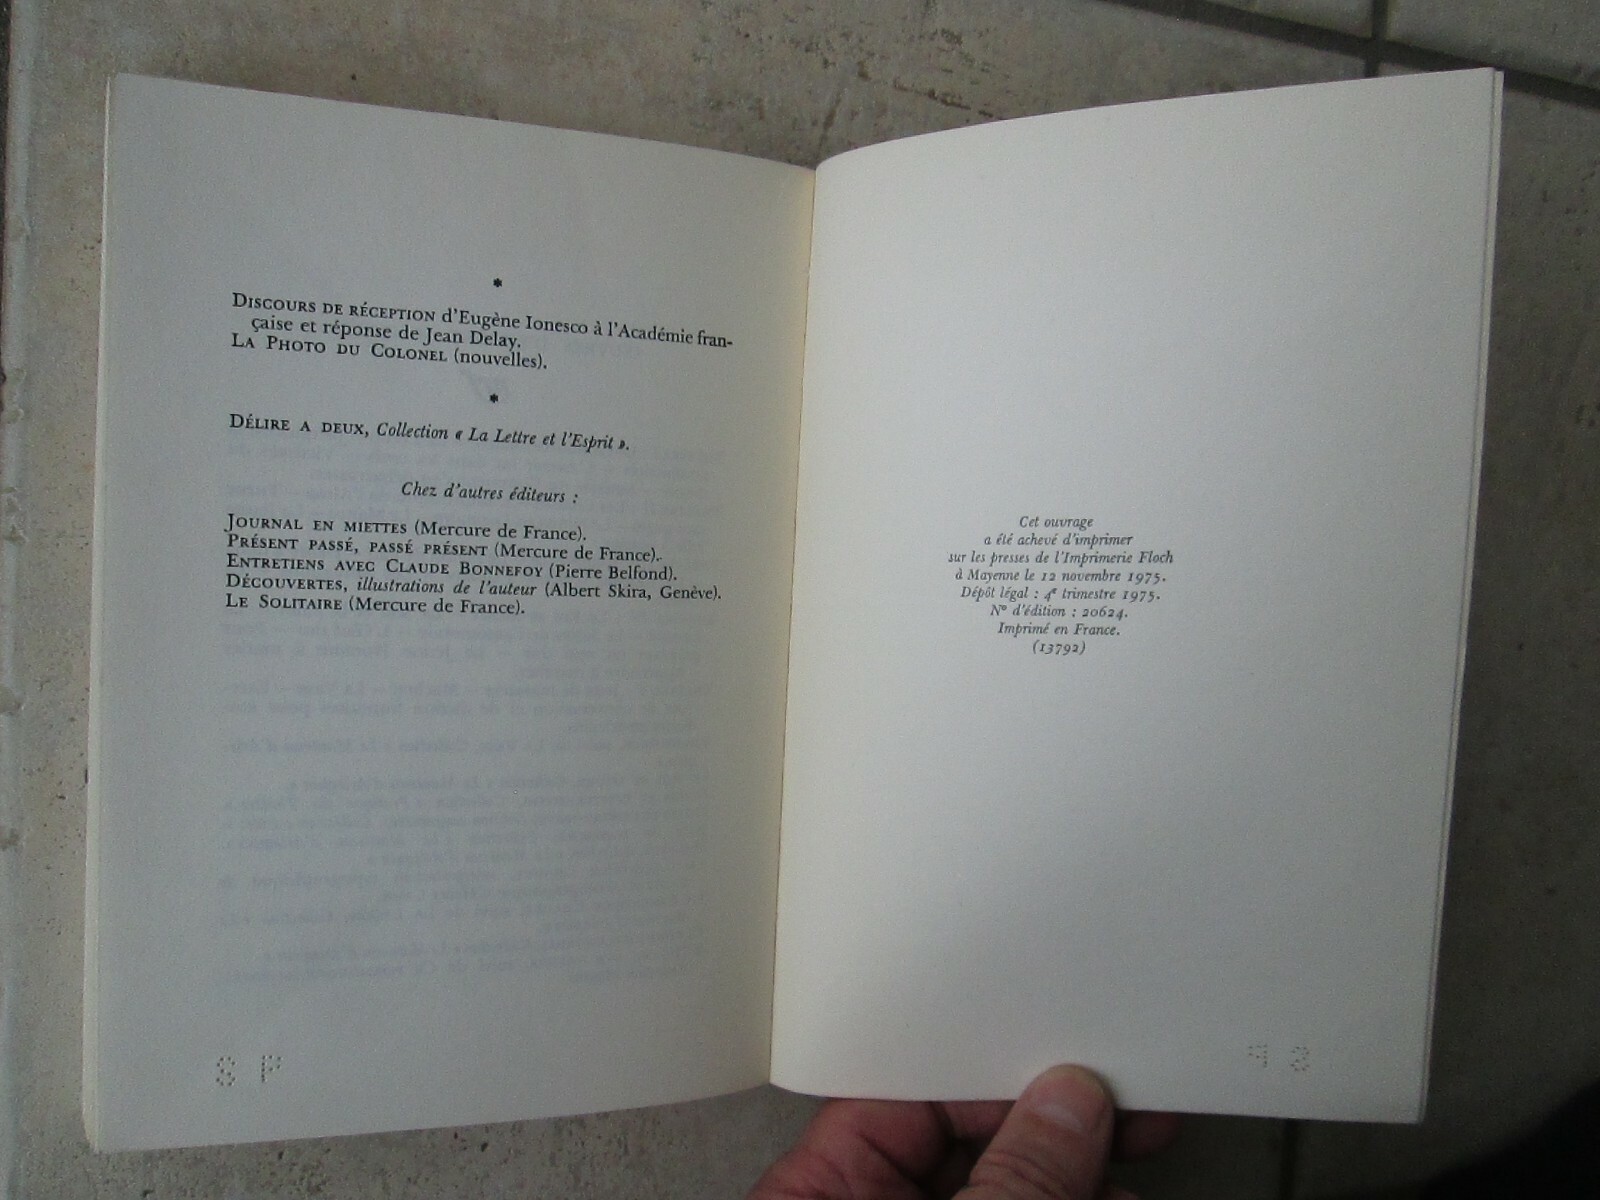 *
DISCOURS DE RÉCEPTION d'Eugène Ionesco à l'Académie fran-
çaise et réponse de Jean Delay.
LA PHOTO DU COLONEL (nouvelles).
*
DÉLIRE A DEUX, Collection « La Lettre et l'Esprit ».
Chez d'autres éditeurs :
JOURNAL EN MIETTES (Mercure de France).
PRÉSENT PASSÉ, PASSÉ PRÉSENT (Mercure de France).
ENTRETIENS AVEC CLAUDE BONNEFOY (Pierre Belfond).
DÉCOUVERTES, illustrations de l'auteur (Albert Skira, Genève).
LE SOLITAIRE (Mercure de France).
Cet ouvrage
a été achevé d'imprimer
sur les presses de l'Imprimerie Floch
à Mayenne le 12 novembre 1975.
Dépôt légal : 4e trimestre 1975.
No d'édition : 20624.
Imprimé en France.
(13792)